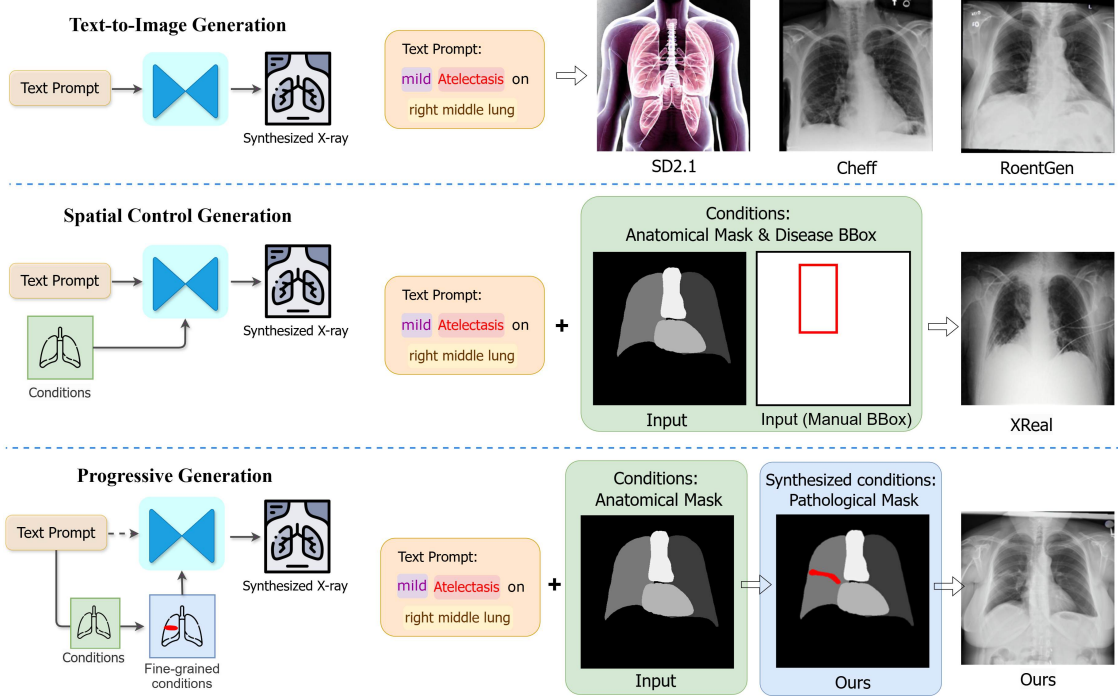 Text-to-Image Generation
Text Prompt
Synthesized X-ray
Text Prompt:
mild Atelectasis on
right middle lung
SD2.1
Cheff
RoentGen
Spatial Control Generation
Text Prompt
Conditions
Synthesized X-ray
Text Prompt:
mild Atelectasis on
right middle lung
+
Conditions:
Anatomical Mask & Disease BBox
Input
Input (Manual BBox)
XReal
Progressive Generation
Text Prompt
Conditions
Fine-grained
conditions
Synthesized X-ray
Text Prompt:
mild Atelectasis on
right middle lung
+
Conditions:
Anatomical Mask
Input
Synthesized conditions:
Pathological Mask
Ours
Ours